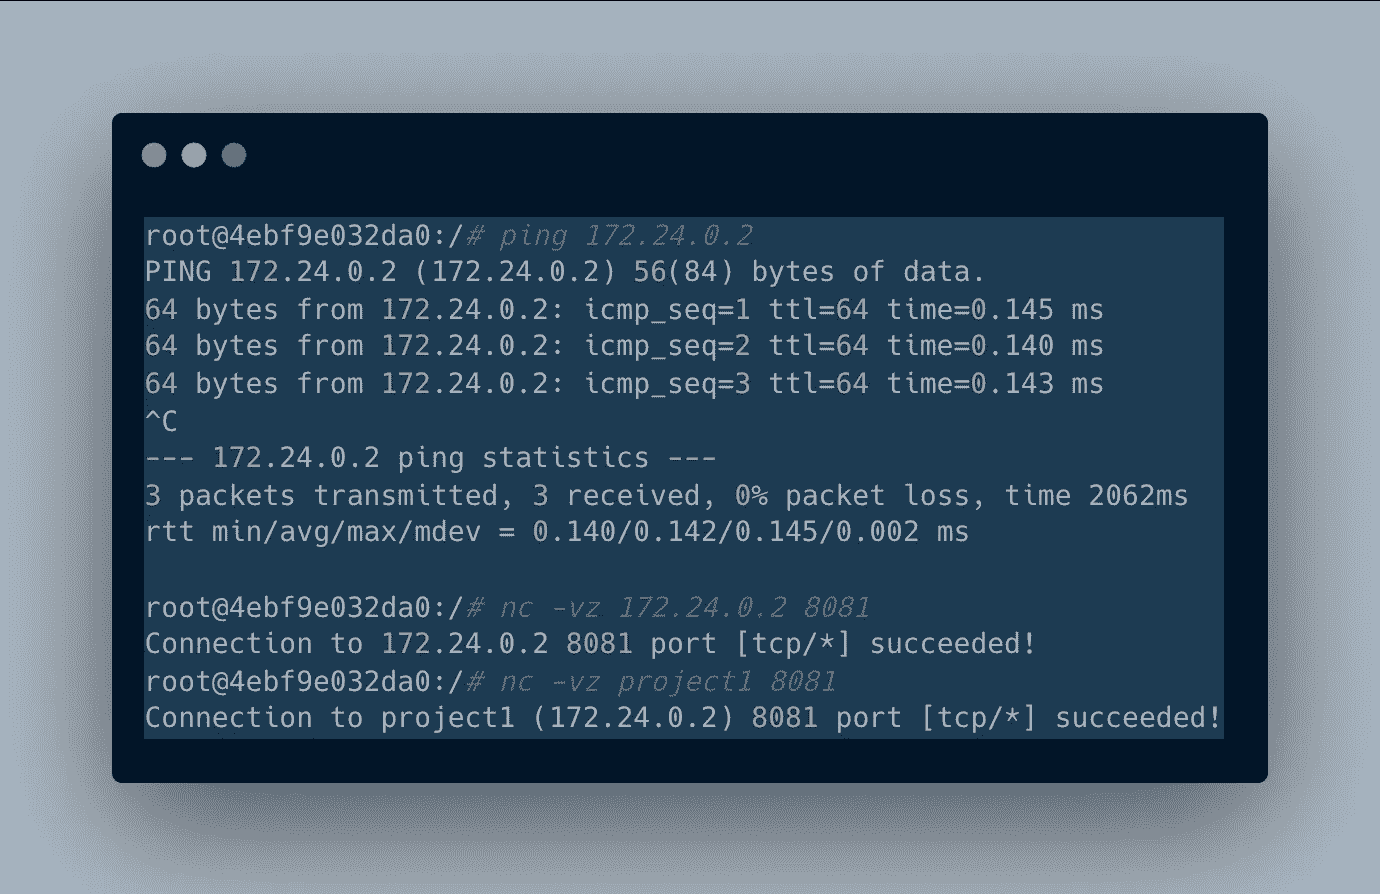 root@4ebf9e032da0:/# ping 172.24.0.2
PING 172.24.0.2 (172.24.0.2) 56(84) bytes of data.
64 bytes from 172.24.0.2: icmp_seq=1 ttl=64 time=0.145 ms
64 bytes from 172.24.0.2: icmp_seq=2 ttl=64 time=0.140 ms
64 bytes from 172.24.0.2: icmp_seq=3 ttl=64 time=0.143 ms
^C
--- 172.24.0.2 ping statistics ---
3 packets transmitted, 3 received, 0% packet loss, time 2062ms
rtt min/avg/max/mdev = 0.140/0.142/0.145/0.002 ms
root@4ebf9e032da0:/# nc -vz 172.24.0.2 8081
Connection to 172.24.0.2 8081 port [tcp/*] succeeded!
root@4ebf9e032da0:/# nc -vz project1 8081
Connection to project1 (172.24.0.2) 8081 port [tcp/*] succeeded!